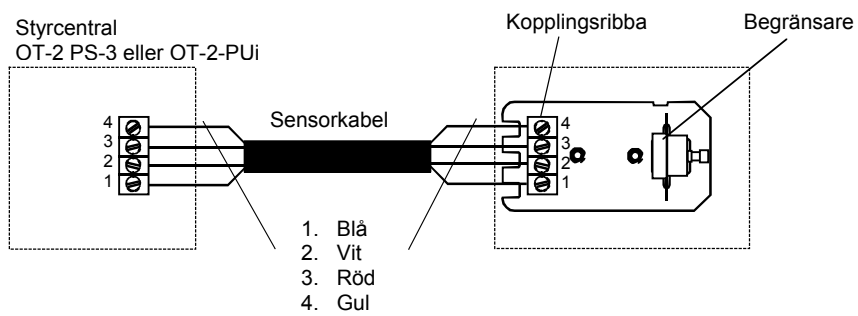 Styrcentral
OT-2 PS-3 eller OT-2-PUi
Kopplingsribba
Begränsare
Sensorkabel
4
3
2
1
4
3
2
1
1. Blå
2. Vit
3. Röd
4. Gul